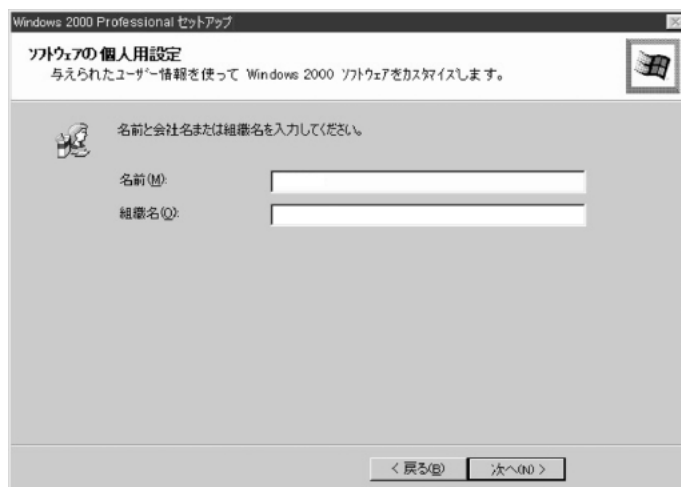 Windows 2000 Professional セットアップ
ソフトウェアの個人用設定
与えられたユーザー情報を使って Windows 2000 ソフトウェアをカスタマイズします。
名前と会社名または組織名を入力してください。
名前(M):
組織名(O):
< 戻る(B)
次へ(N) >